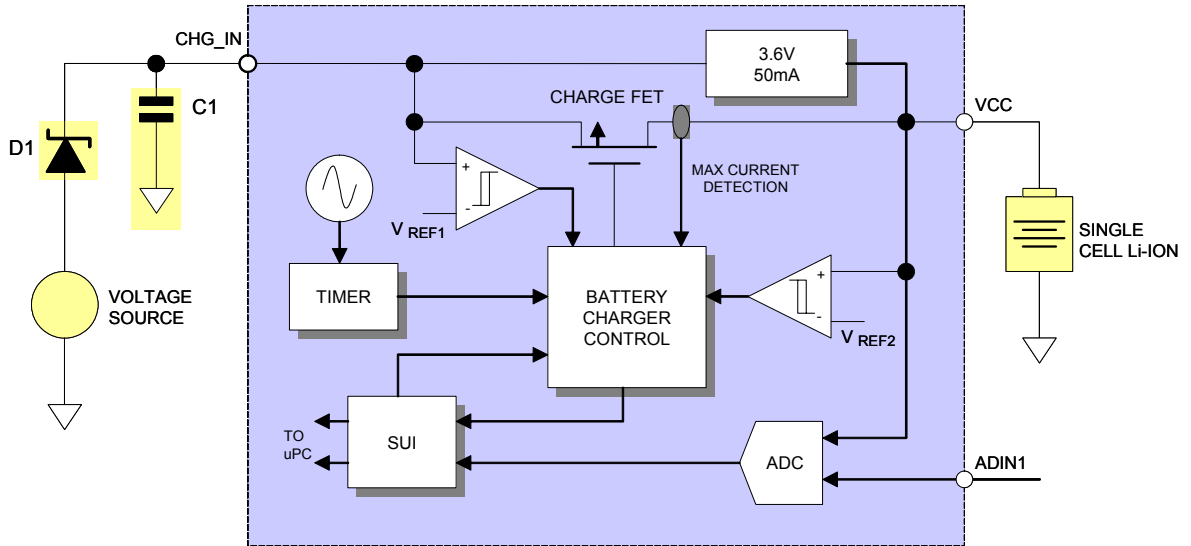 CHG_IN
3.6V
50mA
C1
CHARGE FET
VCC
D1
+
-
MAX CURRENT
DETECTION
V REF1
SINGLE
CELL Li-ION
TIMER
BATTERY
CHARGER
CONTROL
+
-
VOLTAGE
SOURCE
V REF2
TO
uPC
SUI
ADC
ADIN1